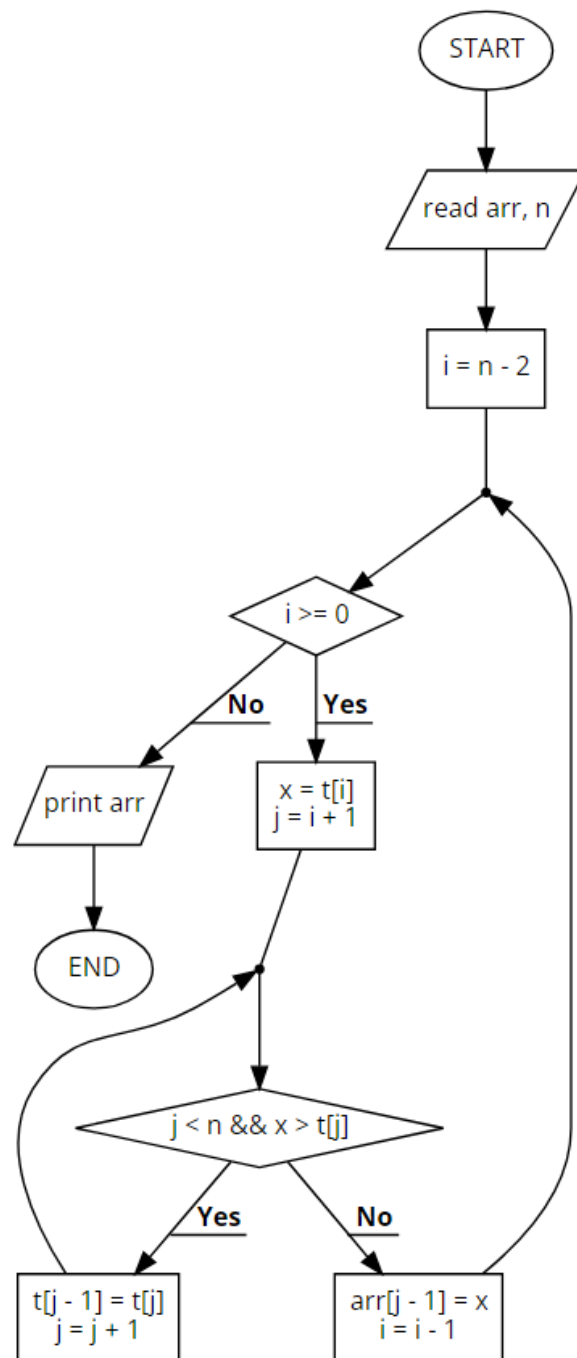 START
read arr, n
i = n - 2
i >= 0
No
Yes
print arr
x = t[i]
j = i + 1
END
j < n && x > t[j]
Yes
No
t[j - 1] = t[j]
j = j + 1
arr[j - 1] = x
i = i - 1